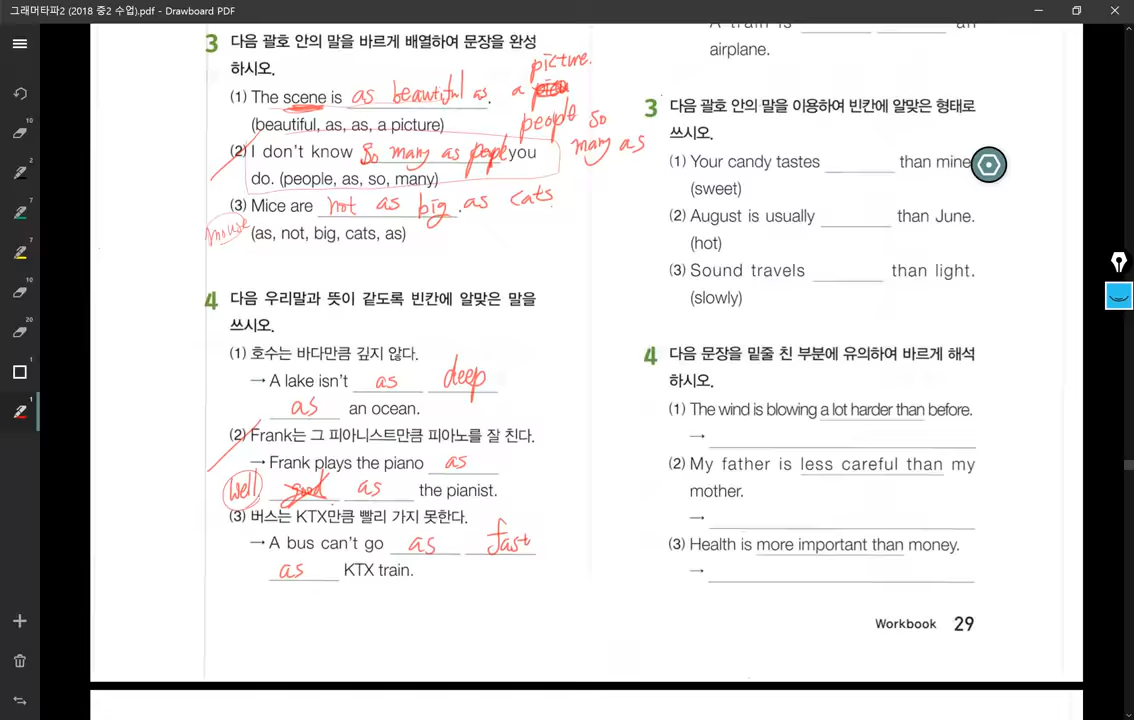 그래머타파2 (2018 중2 수업).pdf - Drawboard PDF
3 다음 괄호 안의 말을 바르게 배열하여 문장을 완성
하시오.
picture.
(1) The scene is as beautiful as . a
(beautiful, as, as, a picture)
people so
many as
(2) I don't know so many as people you
do. (people, as, so, many)
(3) Mice are not as big as cats.
mouse
(as, not, big, cats, as)
4 다음 우리말과 뜻이 같도록 빈칸에 알맞은 말을
쓰시오.
(1) 호수는 바다만큼 깊지 않다.
→ A lake isn't as deep
as an ocean.
(2) Frank는 그 피아니스트만큼 피아노를 잘 친다.
→ Frank plays the piano as
well good as the pianist.
(3) 버스는 KTX만큼 빨리 가지 못한다.
→ A bus can't go as fast
as KTX train.
airplane.
3 다음 괄호 안의 말을 이용하여 빈칸에 알맞은 형태로
쓰시오.
(1) Your candy tastes ________ than mine
(sweet)
(2) August is usually ________ than June.
(hot)
(3) Sound travels ________ than light.
(slowly)
4 다음 문장을 밑줄 친 부분에 유의하여 바르게 해석
하시오.
(1) The wind is blowing a lot harder than before.
→
(2) My father is less careful than my
mother.
→
(3) Health is more important than money.
→
Workbook 29
10
2
7
7
10
20
1
1